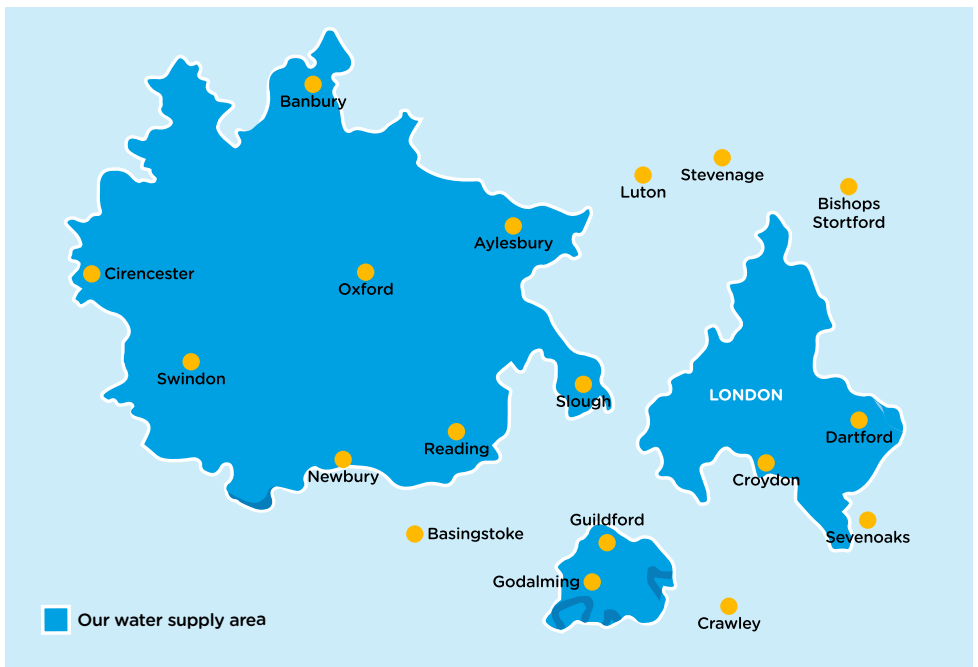 Banbury
Stevenage
Luton
Bishops
Stortford
Aylesbury
Cirencester
Oxford
Swindon
Slough
LONDON
Dartford
Reading
Newbury
Croydon
Guildford
Basingstoke
Sevenoaks
Godalming
Our water supply area
Crawley